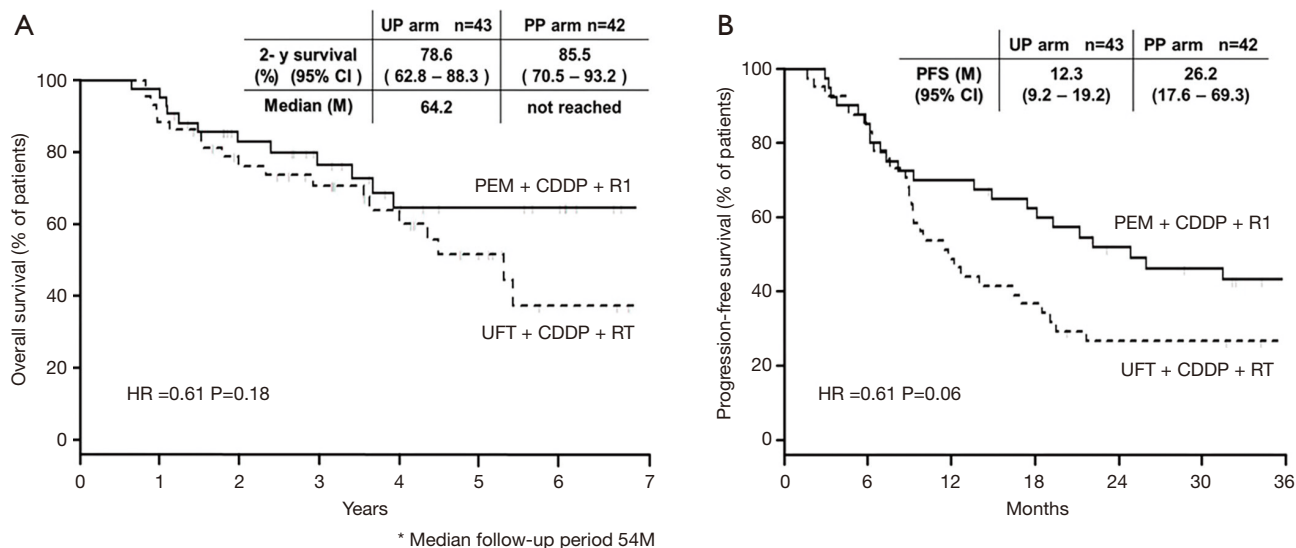 A
UP arm n=43 PP arm n=42
2- y survival 78.6 85.5
(%) (95% CI ) ( 62.8 – 88.3 ) ( 70.5 – 93.2 )
Median (M) 64.2 not reached
Overall survival (% of patients)
100
80
60
40
20
0
PEM + CDDP + R1
UFT + CDDP + RT
HR =0.61 P=0.18
0 1 2 3 4 5 6 7
Years
* Median follow-up period 54M
B
UP arm n=43 PP arm n=42
PFS (M) 12.3 26.2
(95% CI) (9.2 – 19.2) (17.6 – 69.3)
Progression-free survival (% of patients)
100
80
60
40
20
0
PEM + CDDP + R1
UFT + CDDP + RT
HR =0.61 P=0.06
0 6 12 18 24 30 36
Months